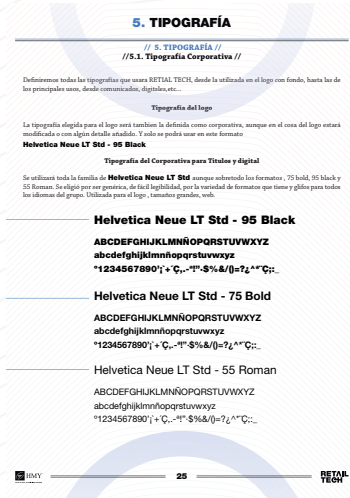 5. TIPOGRAFÍA
// 5. TIPOGRAFÍA //
//5.1. Tipografía Corporativa //
Definiremos todas las tipografías que usara RETIAL TECH, desde la utilizada en el logo con fondo, hasta las de
los principales usos, desde comunicados, digitales,etc...
Tipografía del logo
La tipografía elegida para el logo será tambien la definida como corporativa, aunque en el cosa del logo estará
modificada o con algún detalle añadido. Y solo se podrá usar en este formato
Helvetica Neue LT Std - 95 Black
Tipografía del Corporativa para Titulos y digital
Se utilizará toda la familia de Helvetica Neue LT Std aunque sobretodo los formatos , 75 bold, 95 black y
55 Roman. Se eligió por ser genérica, de fácil legibilidad, por la variedad de formatos que tiene y glifos para todos
los idiomas del grupo. Utilizada para el logo , tamaños grandes, web.
Helvetica Neue LT Std - 95 Black
ABCDEFGHIJKLMNÑOPQRSTUVWXYZ
abcdefghijklmnñopqrstuvwxyz
º1234567890'¡`+´Ç,.-ª!"·$%&/()=?¿^*¨Ç;:_
Helvetica Neue LT Std - 75 Bold
ABCDEFGHIJKLMNÑOPQRSTUVWXYZ
abcdefghijklmnñopqrstuvwxyz
º1234567890'¡`+´Ç,.-ª!"·$%&/()=?¿^*¨Ç;:_
Helvetica Neue LT Std - 55 Roman
ABCDEFGHIJKLMNÑOPQRSTUVWXYZ
abcdefghijklmnñopqrstuvwxyz
º1234567890'¡`+´Ç,.-ª!"·$%&/()=?¿^*¨Ç;:_
HMY
25
RETAIL
TECH